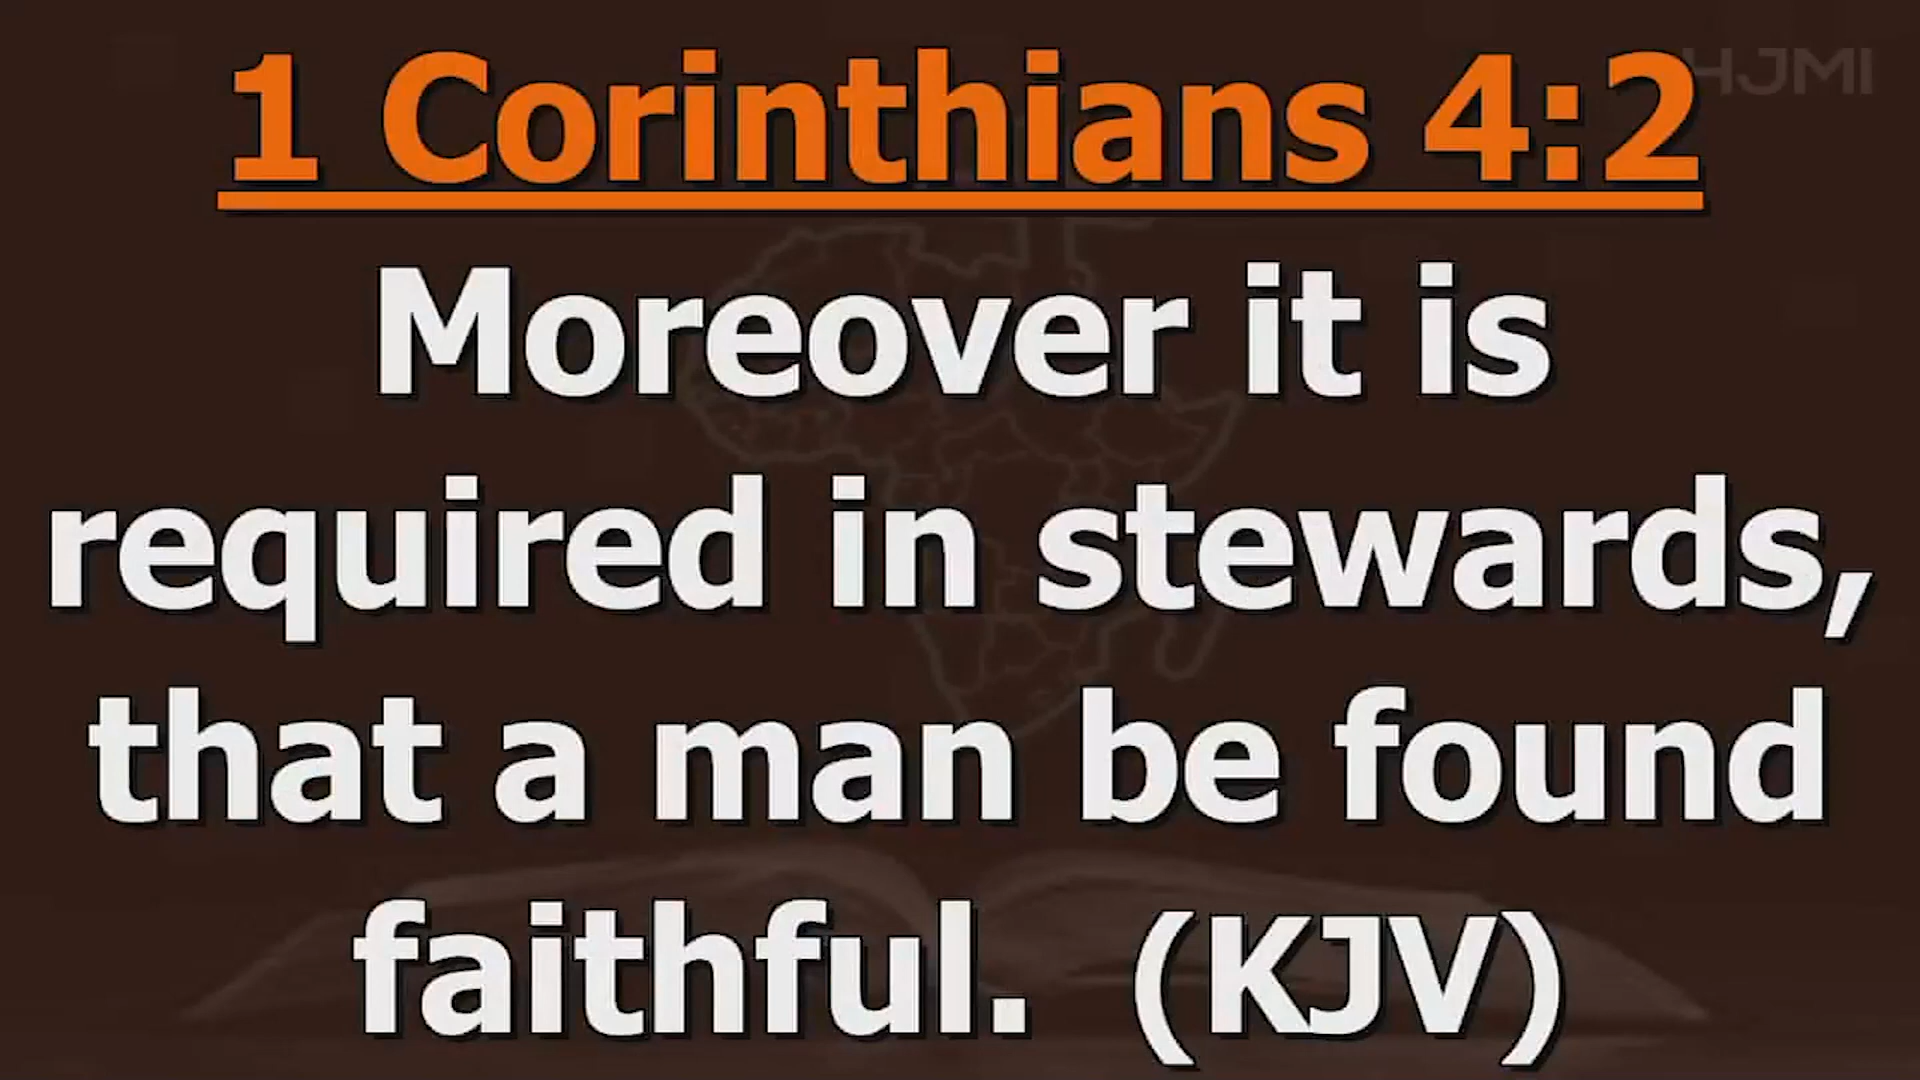 HJMI
1 Corinthians 4:2
Moreover it is
required in stewards,
that a man be found
faithful. (KJV)